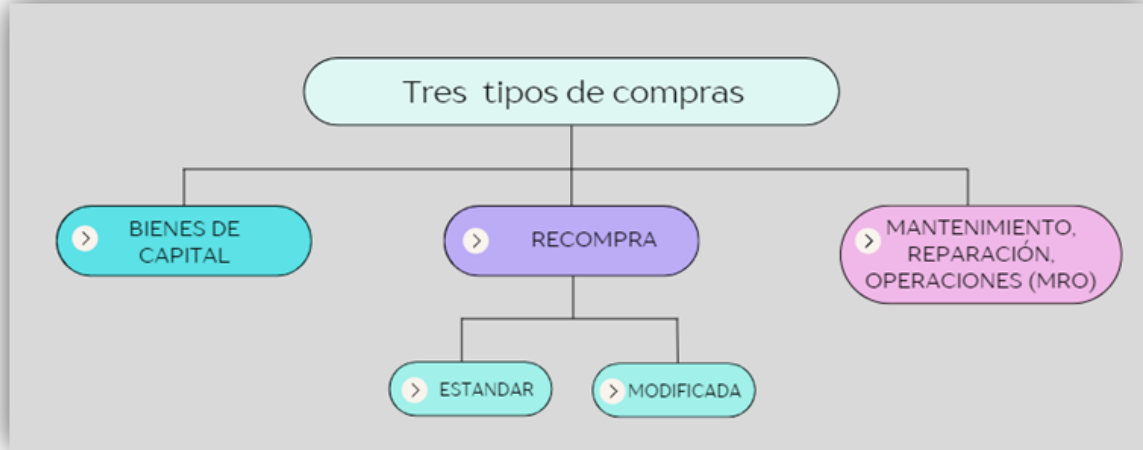 Tres tipos de compras
BIENES DE
CAPITAL
RECOMPRA
MANTENIMIENTO,
REPARACIÓN,
OPERACIONES (MRO)
ESTANDAR
MODIFICADA